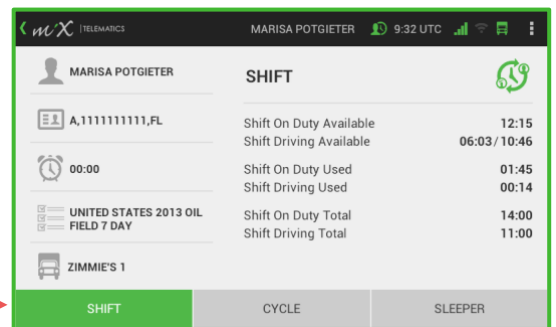 miX TELEMATICS MARISA POTGIETER 9:32 UTC
MARISA POTGIETER
A,1111111111,FL
00:00
UNITED STATES 2013 OIL
FIELD 7 DAY
ZIMMIE'S 1
SHIFT
Shift On Duty Available 12:15
Shift Driving Available 06:03/10:46
Shift On Duty Used 01:45
Shift Driving Used 00:14
Shift On Duty Total 14:00
Shift Driving Total 11:00
SHIFT CYCLE SLEEPER